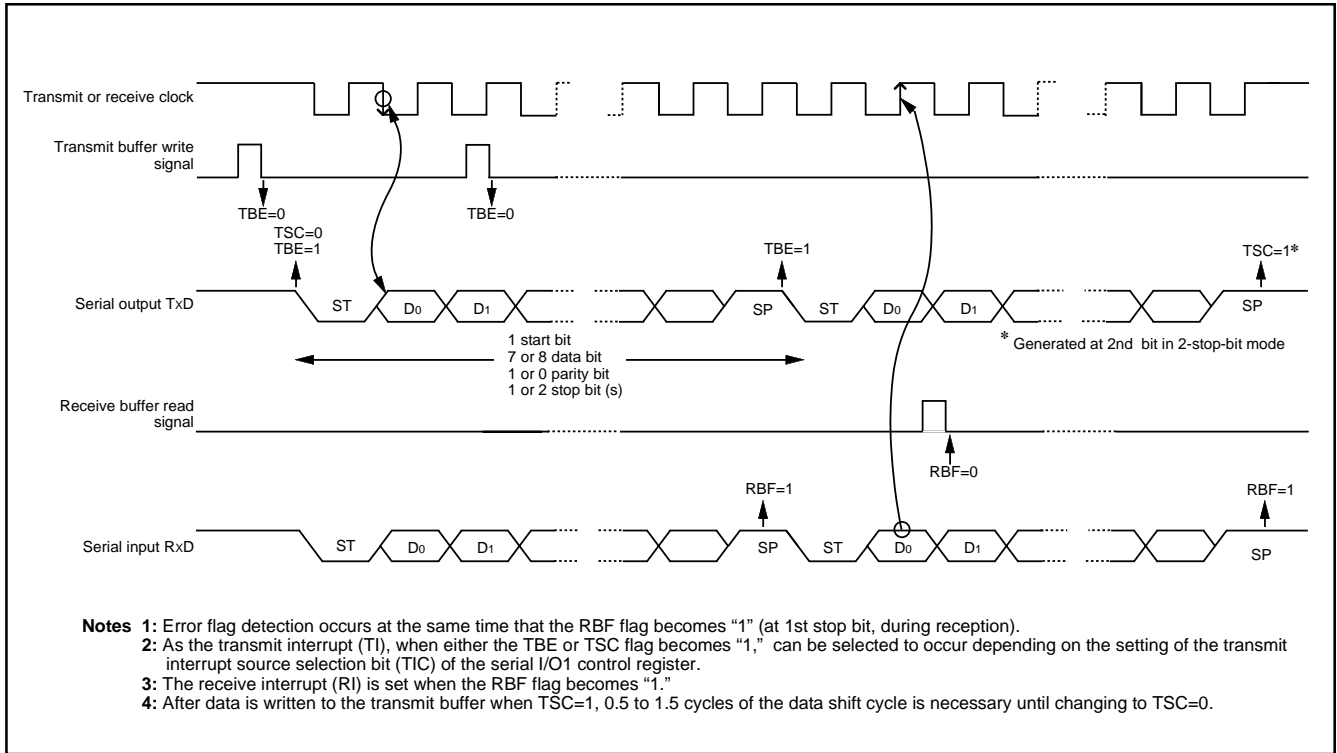 Transmit or receive clock
Transmit buffer write
signal
TBE=0
TBE=0
TSC=0
TBE=1
TBE=1
TSC=1*
Serial output TxD
ST
D0
D1
SP
ST
D0
D1
SP
1 start bit
7 or 8 data bit
1 or 0 parity bit
1 or 2 stop bit (s)
* Generated at 2nd bit in 2-stop-bit mode
Receive buffer read
signal
RBF=0
RBF=1
RBF=1
Serial input RxD
ST
D0
D1
SP
ST
D0
D1
SP
Notes 1: Error flag detection occurs at the same time that the RBF flag becomes “1” (at 1st stop bit, during reception).
2: As the transmit interrupt (TI), when either the TBE or TSC flag becomes “1,” can be selected to occur depending on the setting of the transmit
interrupt source selection bit (TIC) of the serial I/O1 control register.
3: The receive interrupt (RI) is set when the RBF flag becomes “1.”
4: After data is written to the transmit buffer when TSC=1, 0.5 to 1.5 cycles of the data shift cycle is necessary until changing to TSC=0.